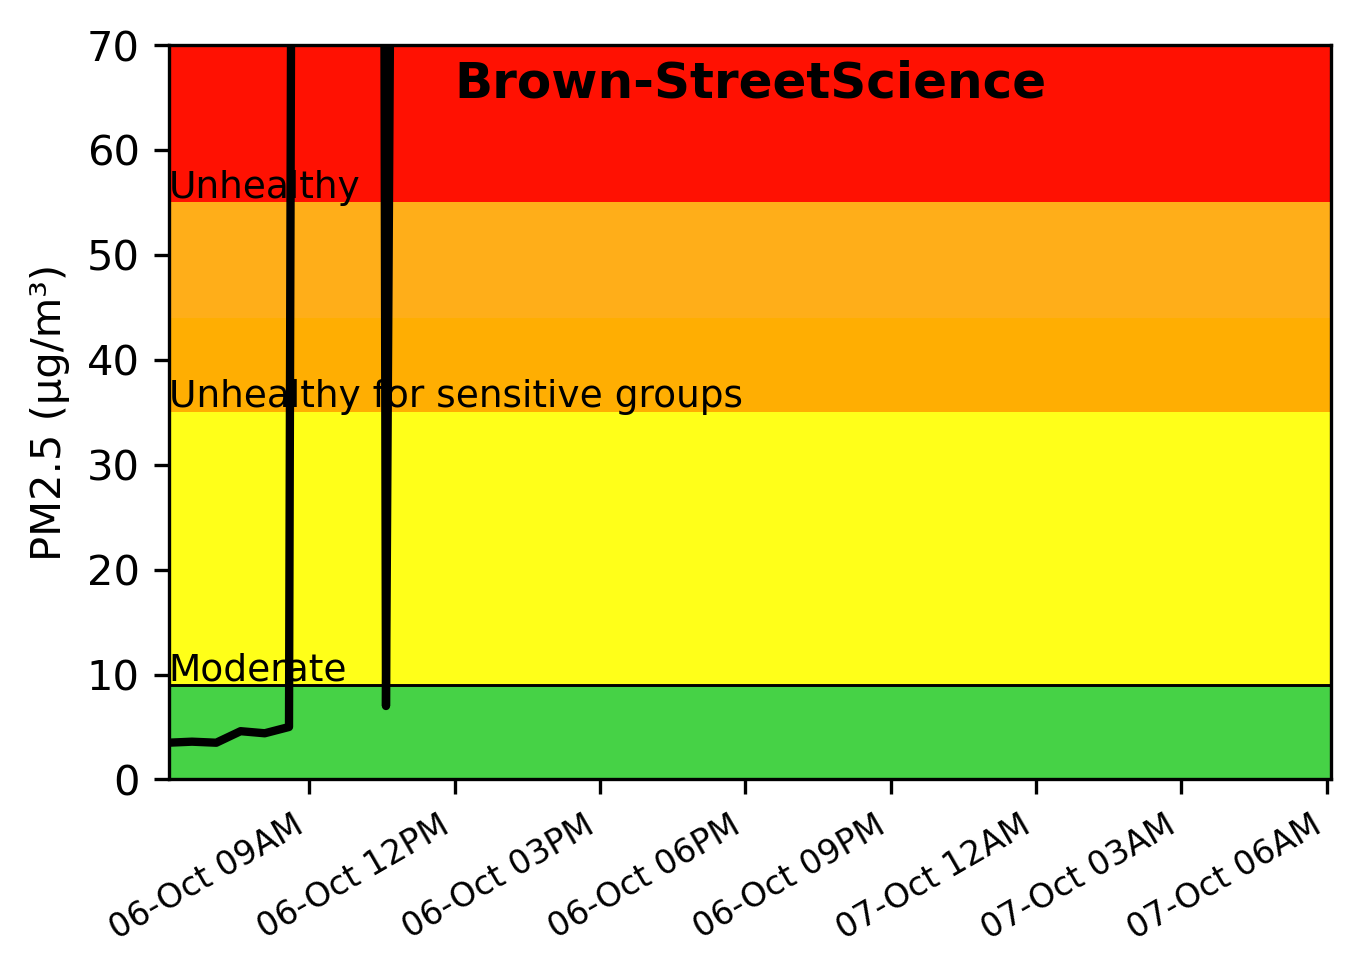 Brown-StreetScience
70
60
50
40
30
20
10
0
PM2.5 (µg/m³)
Unhealthy
Unhealthy for sensitive groups
Moderate
06-Oct 09AM
06-Oct 12PM
06-Oct 03PM
06-Oct 06PM
06-Oct 09PM
07-Oct 12AM
07-Oct 03AM
07-Oct 06AM